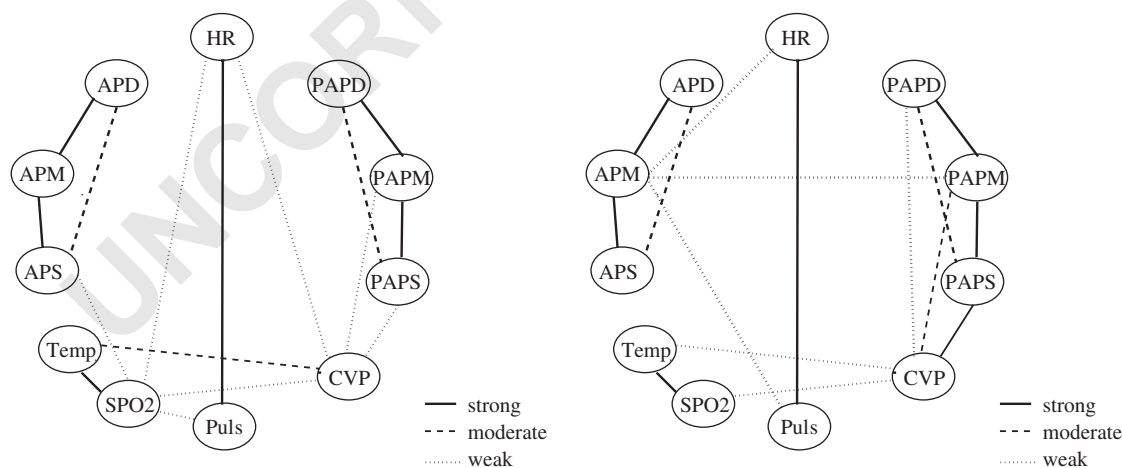 HR
APD
PAPD
APM
PAPM
APS
PAPS
Temp
CVP
SPO2
Puls
strong
moderate
weak
HR
APD
PAPD
APM
PAPM
APS
PAPS
Temp
CVP
SPO2
Puls
strong
moderate
weak
UNCORR